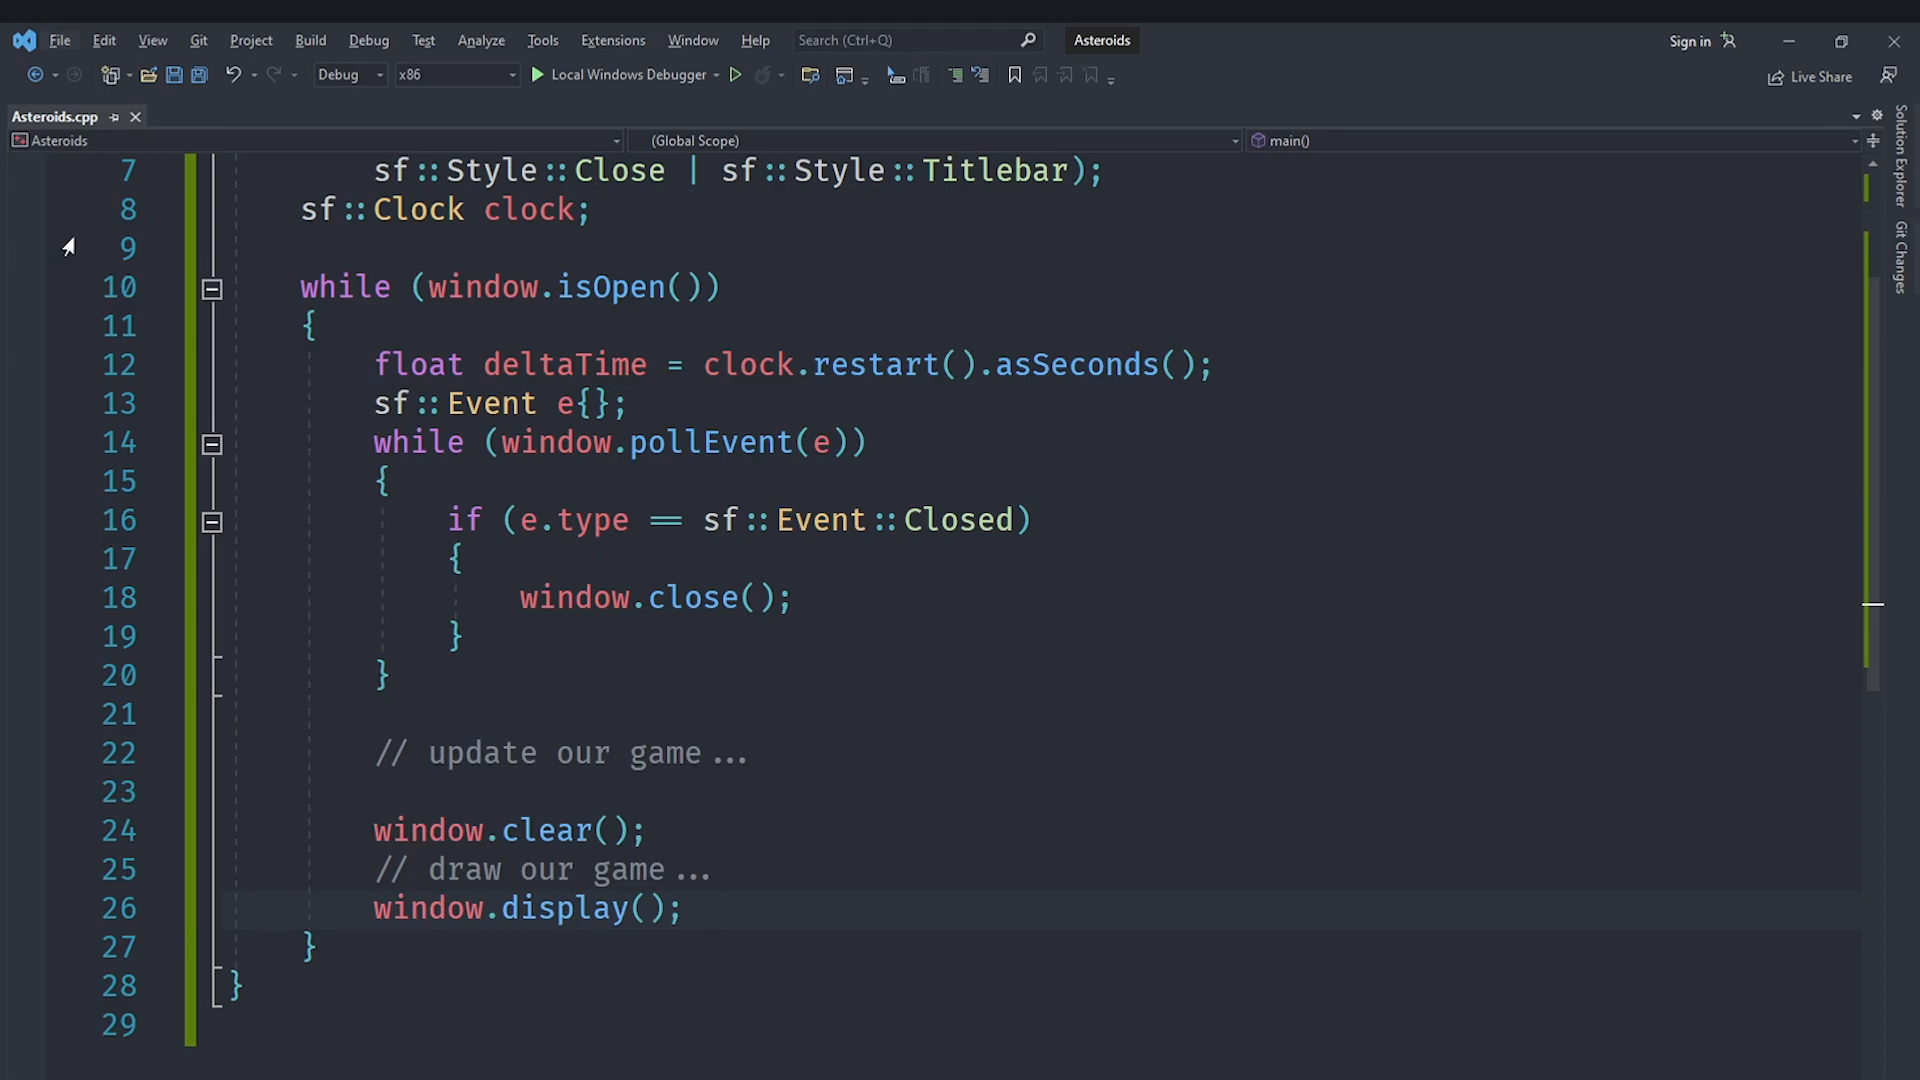 File Edit View Git Project Build Debug Test Analyze Tools Extensions Window Help Search (Ctrl+Q) Asteroids Sign in
Debug x86 Local Windows Debugger Live Share
Asteroids.cpp
Asteroids (Global Scope) main()
7 sf::Style::Close | sf::Style::Titlebar);
8 sf::Clock clock;
9
10 while (window.isOpen())
11 {
12 float deltaTime = clock.restart().asSeconds();
13 sf::Event e{};
14 while (window.pollEvent(e))
15 {
16 if (e.type == sf::Event::Closed)
17 {
18 window.close();
19 }
20 }
21
22 // update our game...
23
24 window.clear();
25 // draw our game...
26 window.display();
27 }
28 }
29
Solution Explorer
Git Changes